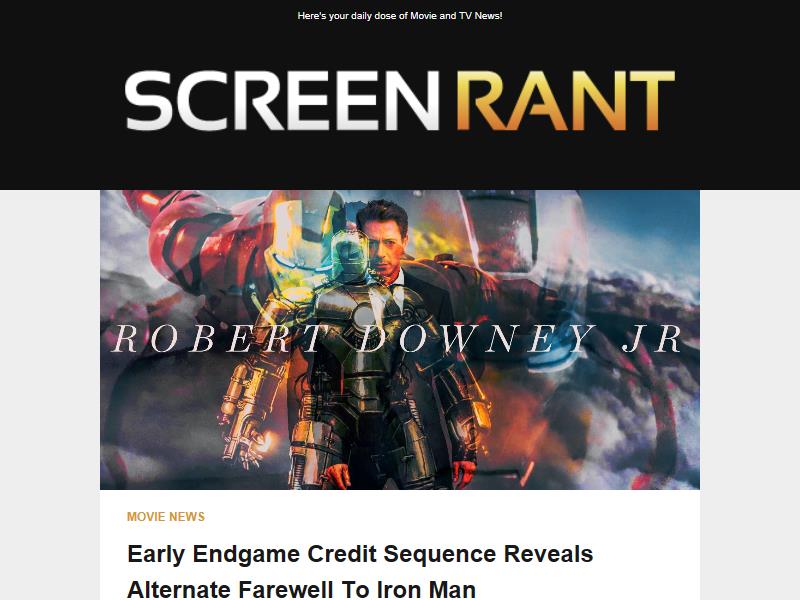 Here's your daily dose of Movie and TV News!
SCREEN RANT
ROBERT DOWNEY JR
MOVIE NEWS
Early Endgame Credit Sequence Reveals
Alternate Farewell To Iron Man